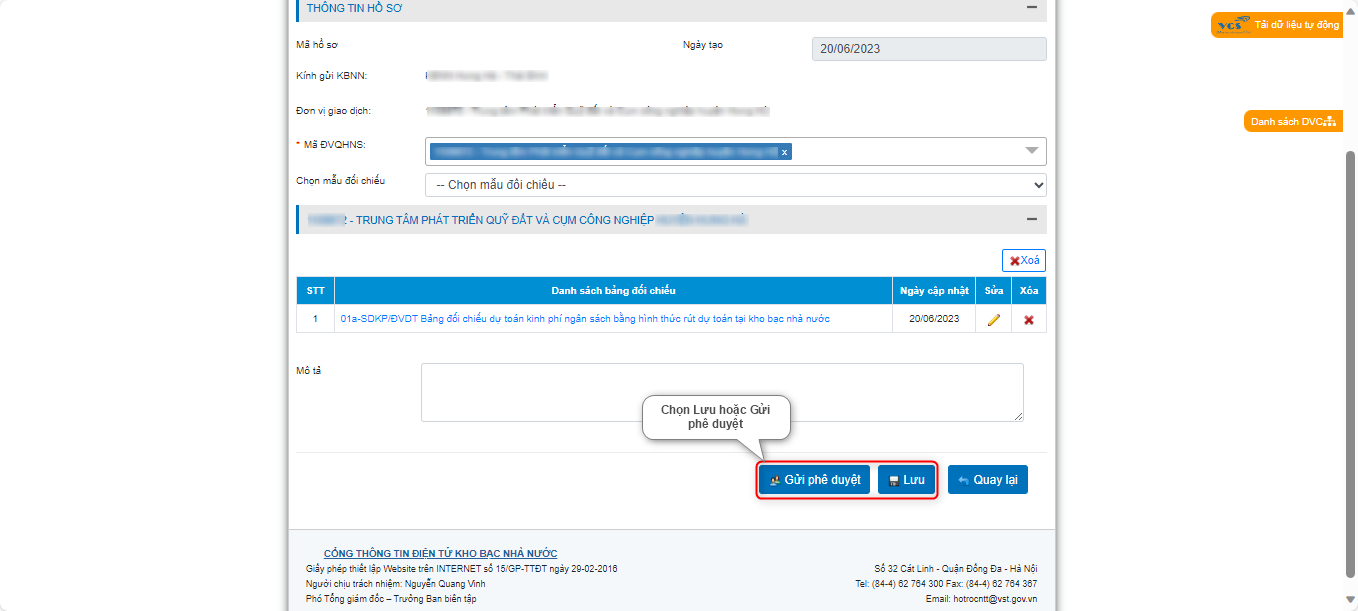 THÔNG TIN HỒ SƠ
VCS Tải dữ liệu tự động
Mã hồ sơ
Ngày tạo
20/06/2023
Kính gửi KBNN:
Đơn vị giao dịch:
Danh sách DVC
* Mã ĐVQHNS:
x
Chọn mẫu đối chiếu
-- Chọn mẫu đối chiếu --
- TRUNG TÂM PHÁT TRIỂN QUỸ ĐẤT VÀ CỤM CÔNG NGHIỆP
Xoá
STT Danh sách bảng đối chiếu Ngày cập nhật Sửa Xóa
1 01a-SDKP/ĐVDT Bảng đối chiếu dự toán kinh phí ngân sách bằng hình thức rút dự toán tại kho bạc nhà nước 20/06/2023
Mô tả
Chọn Lưu hoặc Gửi
phê duyệt
Gửi phê duyệt Lưu Quay lại
CỔNG THÔNG TIN ĐIỆN TỬ KHO BẠC NHÀ NƯỚC
Giấy phép thiết lập Website trên INTERNET số 15/GP-TTĐT ngày 29-02-2016
Người chịu trách nhiệm: Nguyễn Quang Vinh
Phó Tổng giám đốc – Trưởng Ban biên tập
Số 32 Cát Linh - Quận Đống Đa - Hà Nội
Tel: (84-4) 62 764 300 Fax: (84-4) 62 764 367
Email: hotrocntt@vst.gov.vn